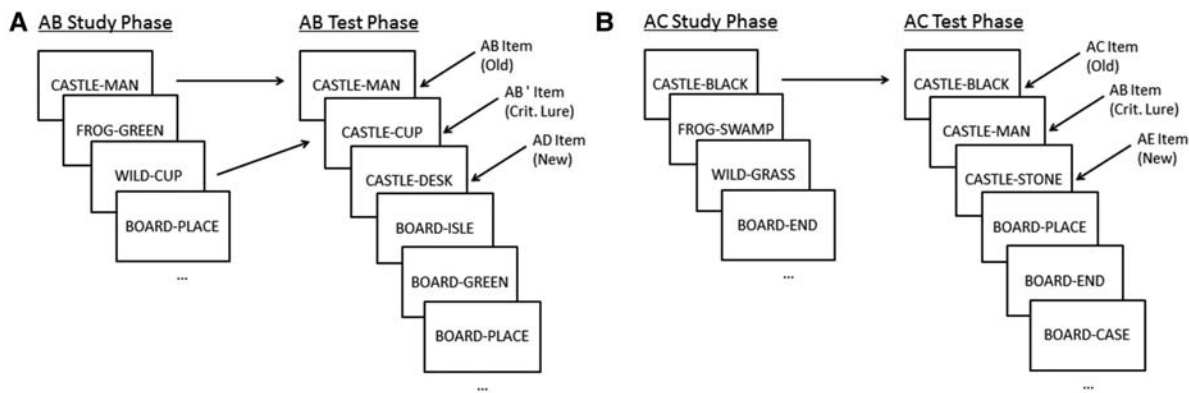 A
AB Study Phase
CASTLE-MAN
FROG-GREEN
WILD-CUP
BOARD-PLACE
...
AB Test Phase
CASTLE-MAN
CASTLE-CUP
CASTLE-DESK
BOARD-ISLE
BOARD-GREEN
BOARD-PLACE
...
AB Item
(Old)
AB ' Item
(Crit. Lure)
AD Item
(New)
B
AC Study Phase
CASTLE-BLACK
FROG-SWAMP
WILD-GRASS
BOARD-END
...
AC Test Phase
CASTLE-BLACK
CASTLE-MAN
CASTLE-STONE
BOARD-PLACE
BOARD-END
BOARD-CASE
...
AC Item
(Old)
AB Item
(Crit. Lure)
AE Item
(New)